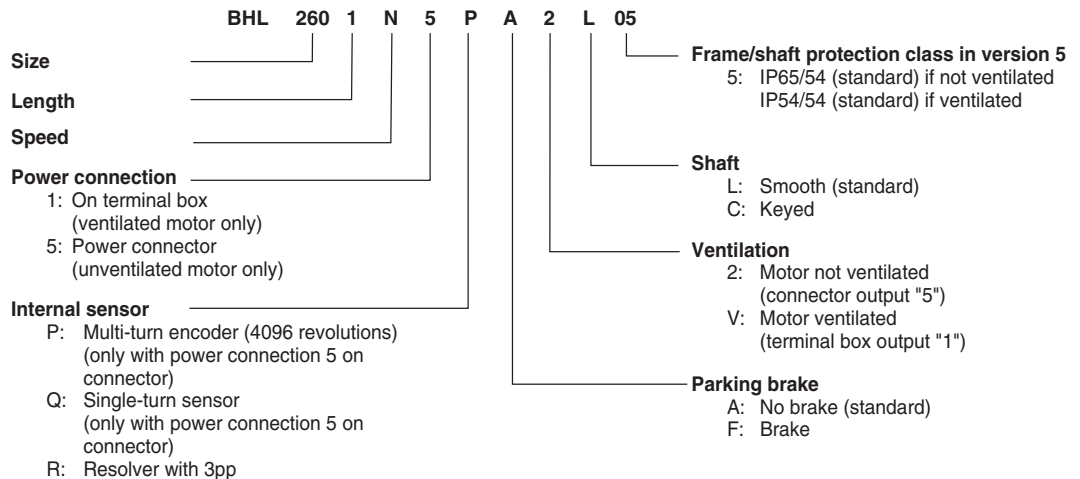 BHL 260 1 N 5 P A 2 L 05
Size
Length
Speed
Power connection
1: On terminal box
(ventilated motor only)
5: Power connector
(unventilated motor only)
Internal sensor
P: Multi-turn encoder (4096 revolutions)
(only with power connection 5 on
connector)
Q: Single-turn sensor
(only with power connection 5 on
connector)
R: Resolver with 3pp
Frame/shaft protection class in version 5
5: IP65/54 (standard) if not ventilated
IP54/54 (standard) if ventilated
Shaft
L: Smooth (standard)
C: Keyed
Ventilation
2: Motor not ventilated
(connector output "5")
V: Motor ventilated
(terminal box output "1")
Parking brake
A: No brake (standard)
F: Brake